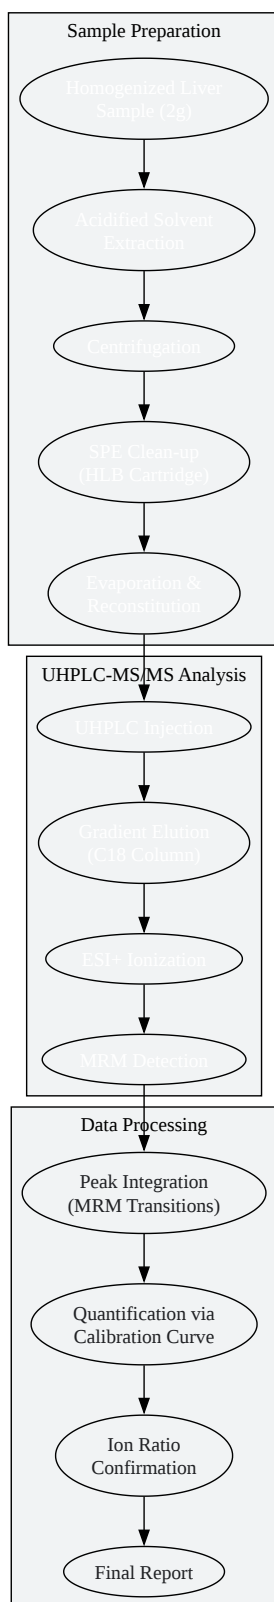 Sample Preparation
Homogenized Liver
Sample (2g)
Acidified Solvent
Extraction
Centrifugation
SPE Clean-up
(HLB Cartridge)
Evaporation &
Reconstitution
UHPLC-MS/MS Analysis
UHPLC Injection
Gradient Elution
(C18 Column)
ESI+ Ionization
MRM Detection
Data Processing
Peak Integration
(MRM Transitions)
Quantification via
Calibration Curve
Ion Ratio
Confirmation
Final Report